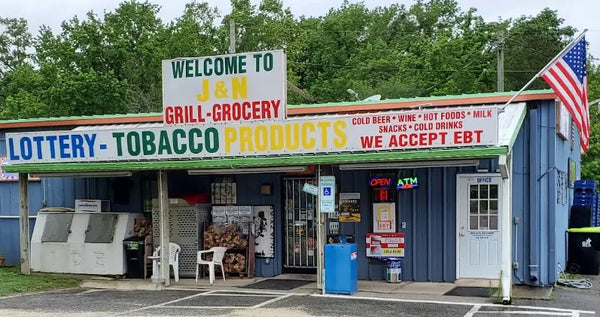 WELCOME TO
J&N
GRILL-GROCERY
LOTTERY- TOBACCO PRODUCTS
COLD BEER * WINE * HOT FOODS * MILK
SNACKS * COLD DRINKS
WE ACCEPT EBT
OPEN
ATM
OFFICE